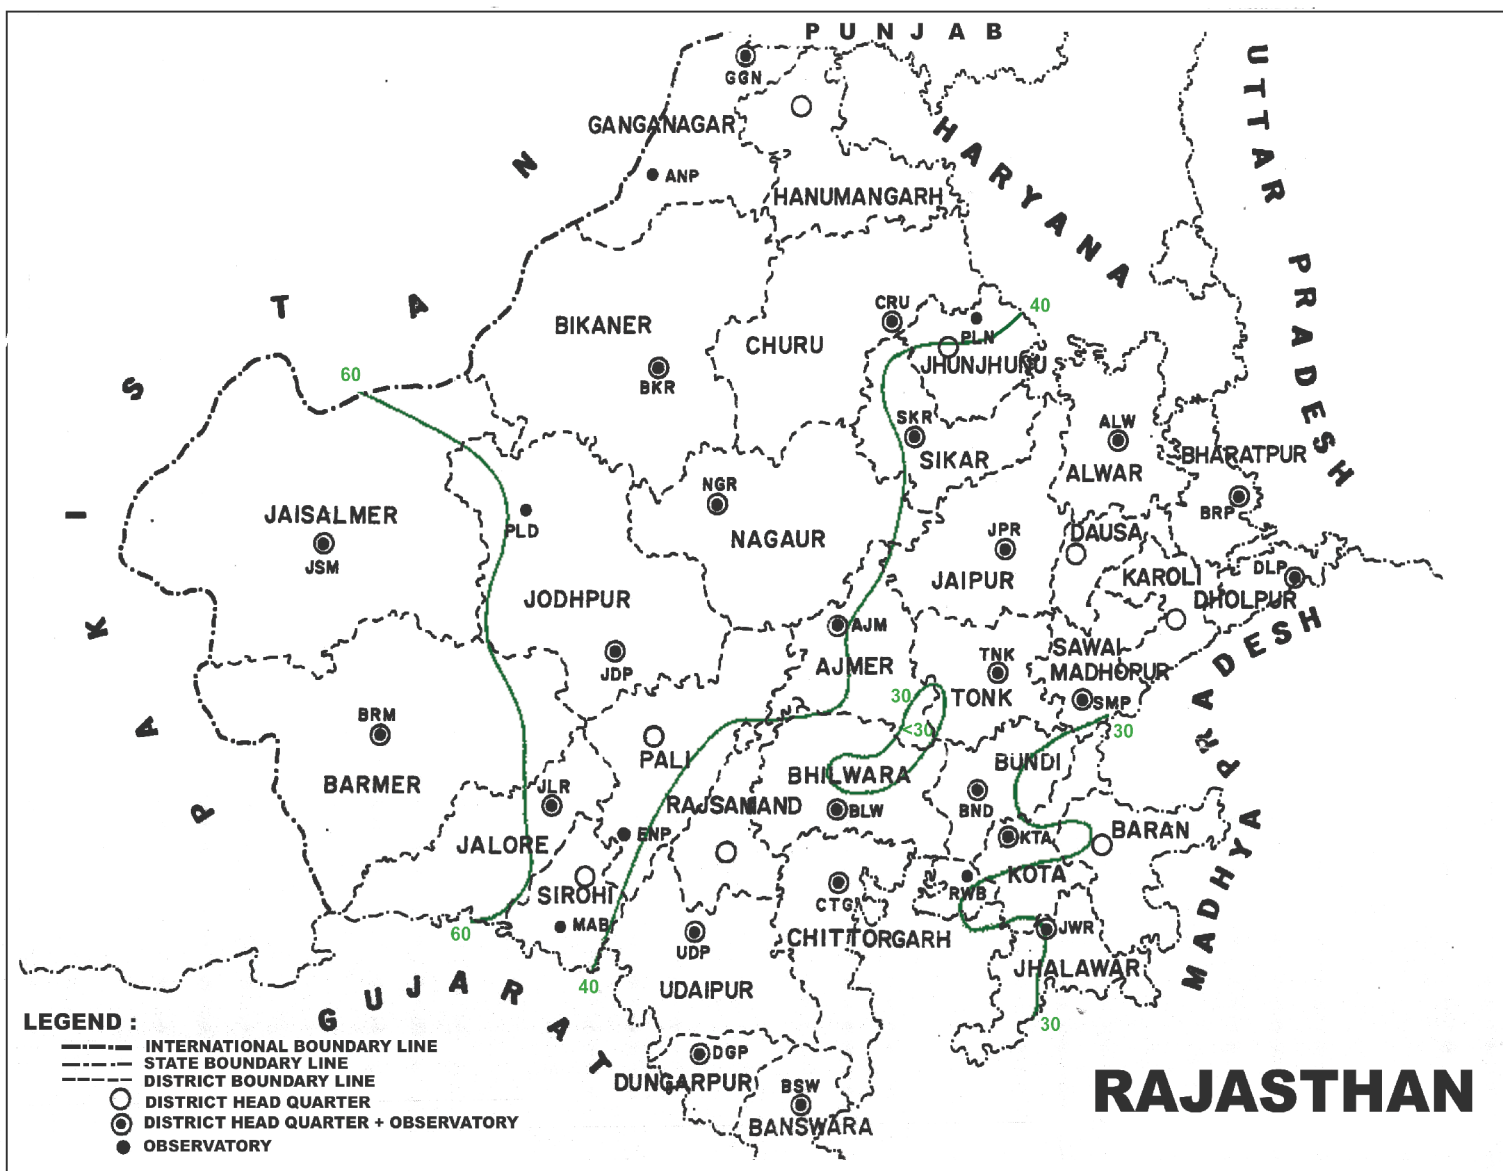 PUNJAB
UTTAR PRADESH
HARYANA
PAKISTAN
GGN
GANGANAGAR
ANP
HANUMANGARH
CRU
40
PLN
BIKANER
CHURU
JHUNJHUNU
60
BKR
SKR
ALW
SIKAR
BHARATPUR
ALWAR
NGR
BRP
JAISALMER
PLD
NAGAUR
JPR
DAUSA
JSM
JAIPUR
KAROLI
DLP
JODHPUR
DHOLPUR
AJM
SAWAI
MADHOPUR
AJMER
TNK
JDP
30
TONK
SMP
BRM
<30
30
PALI
BUNDI
BHILWARA
BARMER
JLR
RAJSAMAND
BLW
BND
MADHYA PRADESH
ENP
KTA
BARAN
JALORE
KOTA
SIROHI
CTG
RWB
MAB
JWR
60
UDP
CHITTORGARH
JHALAWAR
40
UDAIPUR
GUJARAT
30
DGP
DUNGARPUR
BSW
BANSWARA
LEGEND :
INTERNATIONAL BOUNDARY LINE
STATE BOUNDARY LINE
DISTRICT BOUNDARY LINE
DISTRICT HEAD QUARTER
DISTRICT HEAD QUARTER + OBSERVATORY
OBSERVATORY
RAJASTHAN